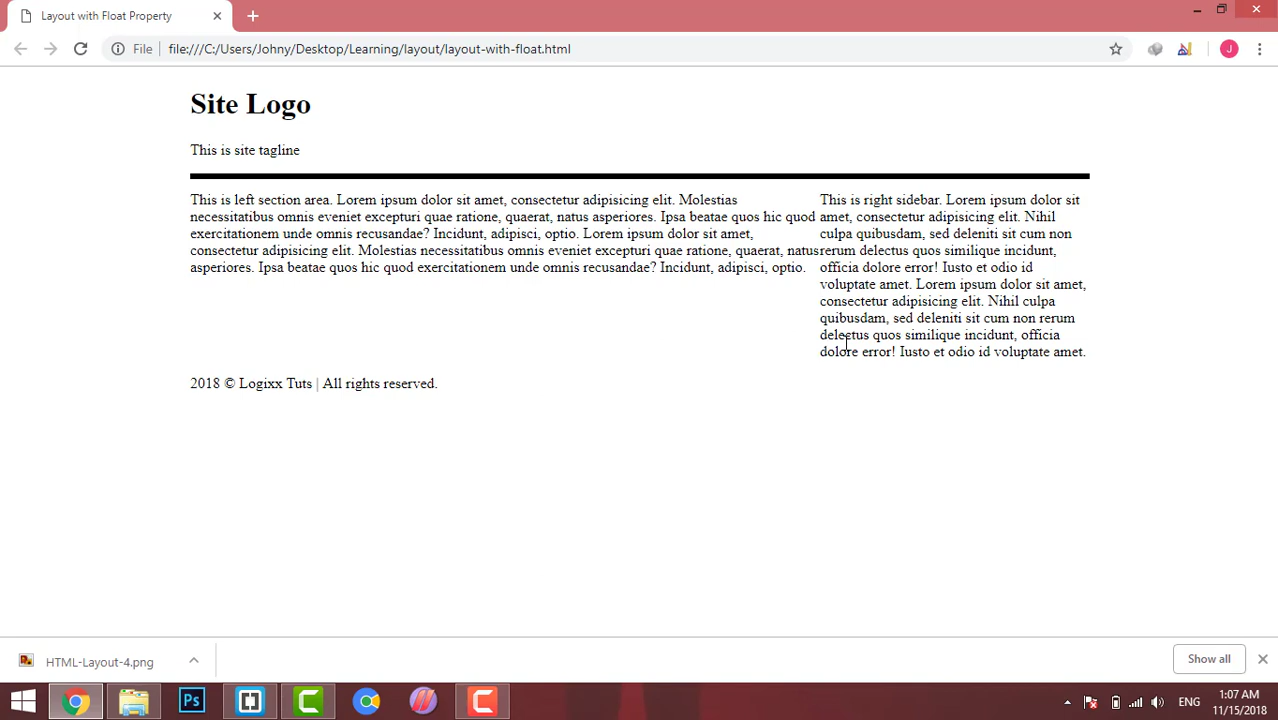 Layout with Float Property
File
file:///C:/Users/Johny/Desktop/Learning/layout/layout-with-float.html
J
Site Logo
This is site tagline
This is left section area. Lorem ipsum dolor sit amet, consectetur adipisicing elit. Molestias
necessitatibus omnis eveniet excepturi quae ratione, quaerat, natus asperiores. Ipsa beatae quos hic quod
exercitationem unde omnis recusandae? Incidunt, adipisci, optio. Lorem ipsum dolor sit amet,
consectetur adipisicing elit. Molestias necessitatibus omnis eveniet excepturi quae ratione, quaerat, natus
asperiores. Ipsa beatae quos hic quod exercitationem unde omnis recusandae? Incidunt, adipisci, optio.
This is right sidebar. Lorem ipsum dolor sit
amet, consectetur adipisicing elit. Nihil
culpa quibusdam, sed deleniti sit cum non
rerum delectus quos similique incidunt,
officia dolore error! Iusto et odio id
voluptate amet. Lorem ipsum dolor sit amet,
consectetur adipisicing elit. Nihil culpa
quibusdam, sed deleniti sit cum non rerum
delectus quos similique incidunt, officia
dolore error! Iusto et odio id voluptate amet.
2018 © Logixx Tuts | All rights reserved.
HTML-Layout-4.png
Show all
Ps
ENG
1:07 AM
11/15/2018